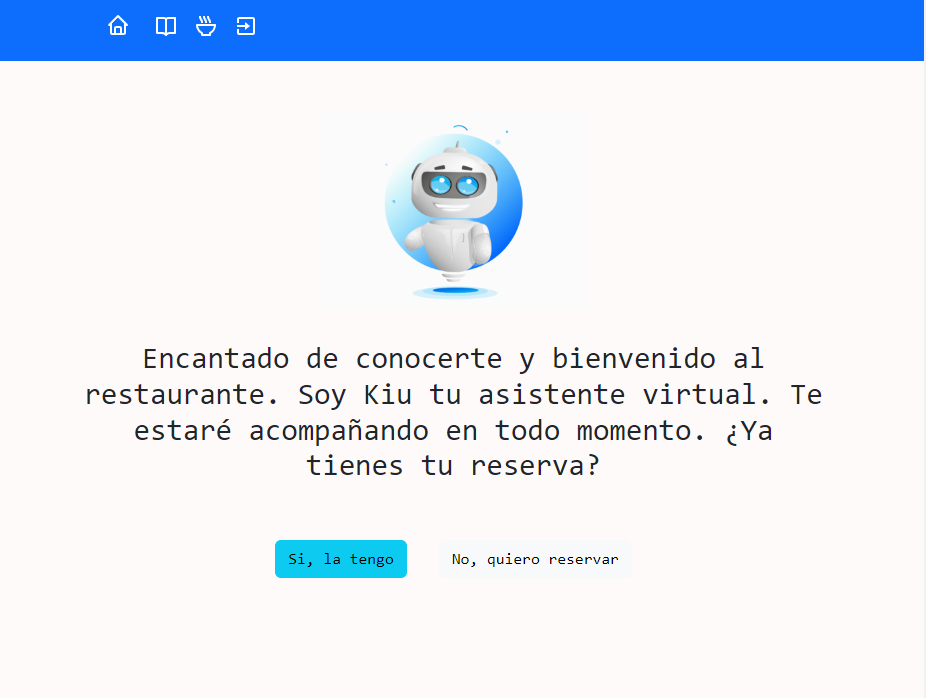 Encantado de conocerte y bienvenido al
restaurante. Soy Kiu tu asistente virtual. Te
estaré acompañando en todo momento. ¿Ya
tienes tu reserva?
Si, la tengo
No, quiero reservar